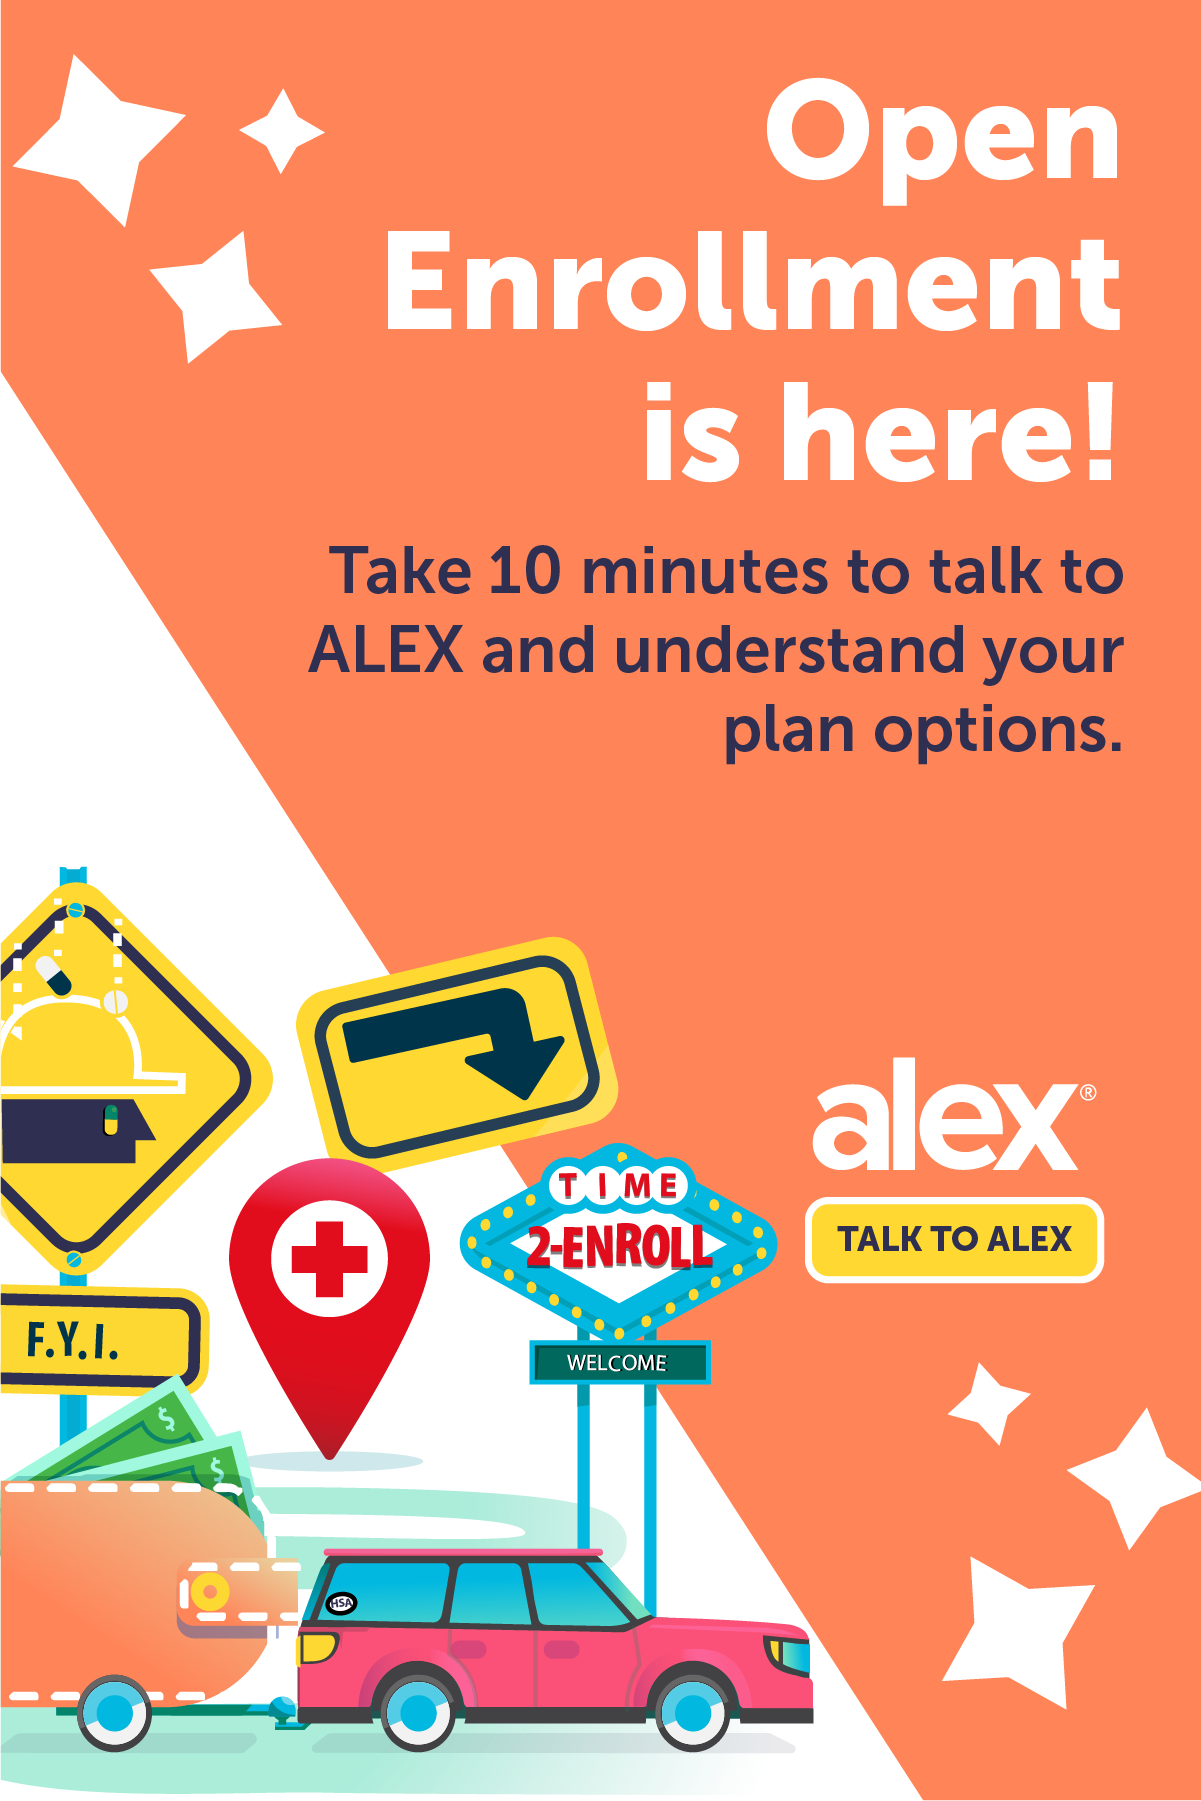 Open
Enrollment
is here!
Take 10 minutes to talk to
ALEX and understand your
plan options.
alex®
TALK TO ALEX
TIME
2-ENROLL
WELCOME
F.Y.I.
$
$
HSA